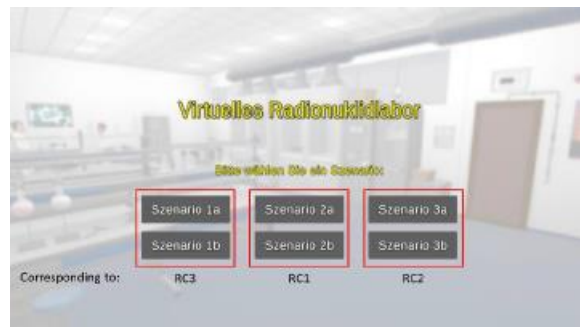 Virtuelles Radionuklidlabor
Bitte wählen Sie ein Szenario:
Szenario 1a Szenario 2a Szenario 3a
Szenario 1b Szenario 2b Szenario 3b
Corresponding to: RC3 RC1 RC2